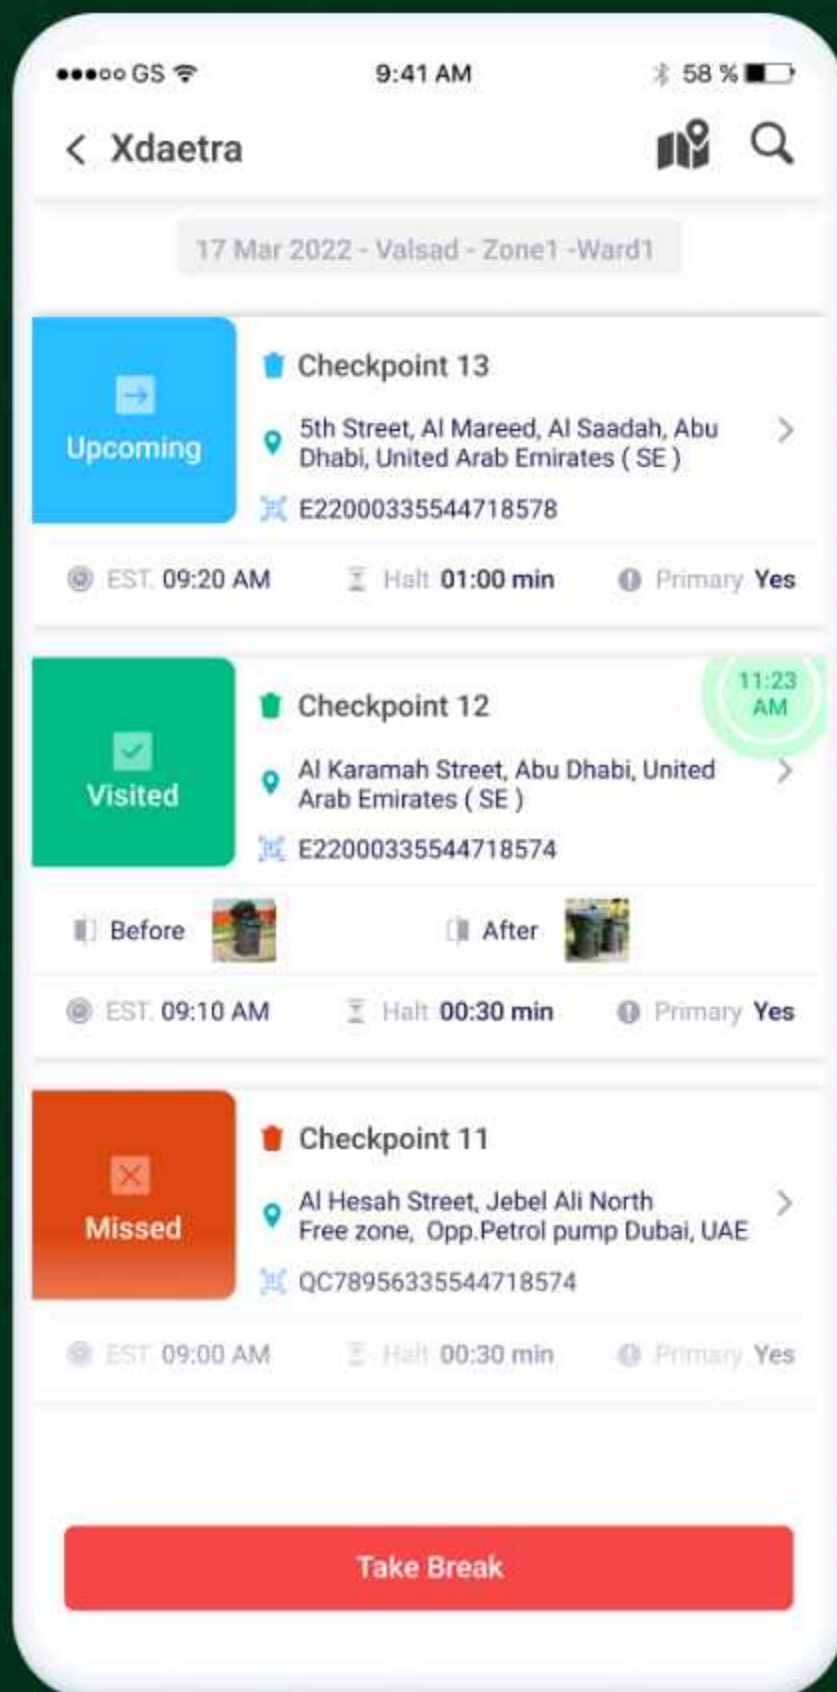 GS 9:41 AM 58 %
Xdaetra
17 Mar 2022 - Valsad - Zone1 -Ward1
Upcoming
Checkpoint 13
5th Street, Al Mareed, Al Saadah, Abu
Dhabi, United Arab Emirates ( SE )
E22000335544718578
EST. 09:20 AM Halt 01:00 min Primary Yes
Visited
Checkpoint 12
11:23
AM
Al Karamah Street, Abu Dhabi, United
Arab Emirates ( SE )
E22000335544718574
Before After
EST. 09:10 AM Halt 00:30 min Primary Yes
Missed
Checkpoint 11
Al Hesah Street, Jebel Ali North
Free zone, Opp.Petrol pump Dubai, UAE
QC78956335544718574
EST 09:00 AM Halt 00:30 min Primary Yes
Take Break